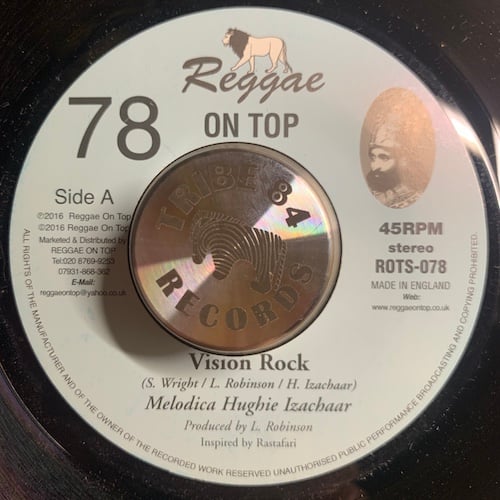 Reggae
ON TOP
78
Side A
℗2016 Reggae On Top
©2016 Reggae On Top
Marketed & Distributed by
REGGAE ON TOP
Tel: 020 8769-9253
07931-868-362
E-Mail:
reggaeontop@yahoo.co.uk
TRIBE 84
RECORDS
45RPM
stereo
ROTS-078
MADE IN ENGLAND
Web:
www.reggaeontop.co.uk
Vision Rock
(S. Wright / L. Robinson / H. Izachaar)
Melodica Hughie Izachaar
Produced by L. Robinson
Inspired by Rastafari
ALL RIGHTS OF THE MANUFACTURER AND OF THE OWNER OF THE RECORDED WORK RESERVED UNAUTHORISED PUBLIC PERFORMANCE BROADCASTING AND COPYING PROHIBITED.